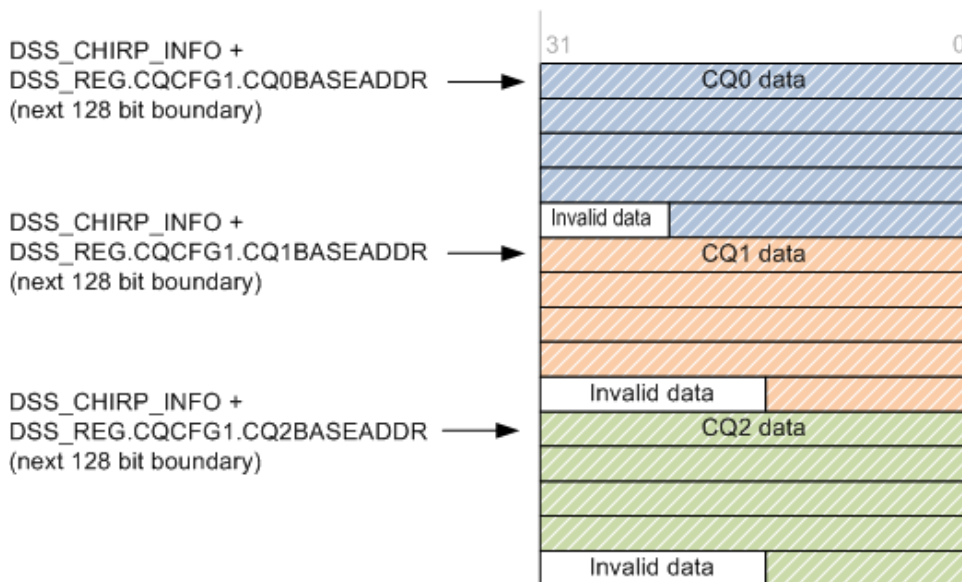 31
0
DSS_CHIRP_INFO +
DSS_REG.CQCFG1.CQ0BASEADDR
(next 128 bit boundary)
CQ0 data
Invalid data
DSS_CHIRP_INFO +
DSS_REG.CQCFG1.CQ1BASEADDR
(next 128 bit boundary)
CQ1 data
Invalid data
DSS_CHIRP_INFO +
DSS_REG.CQCFG1.CQ2BASEADDR
(next 128 bit boundary)
CQ2 data
Invalid data